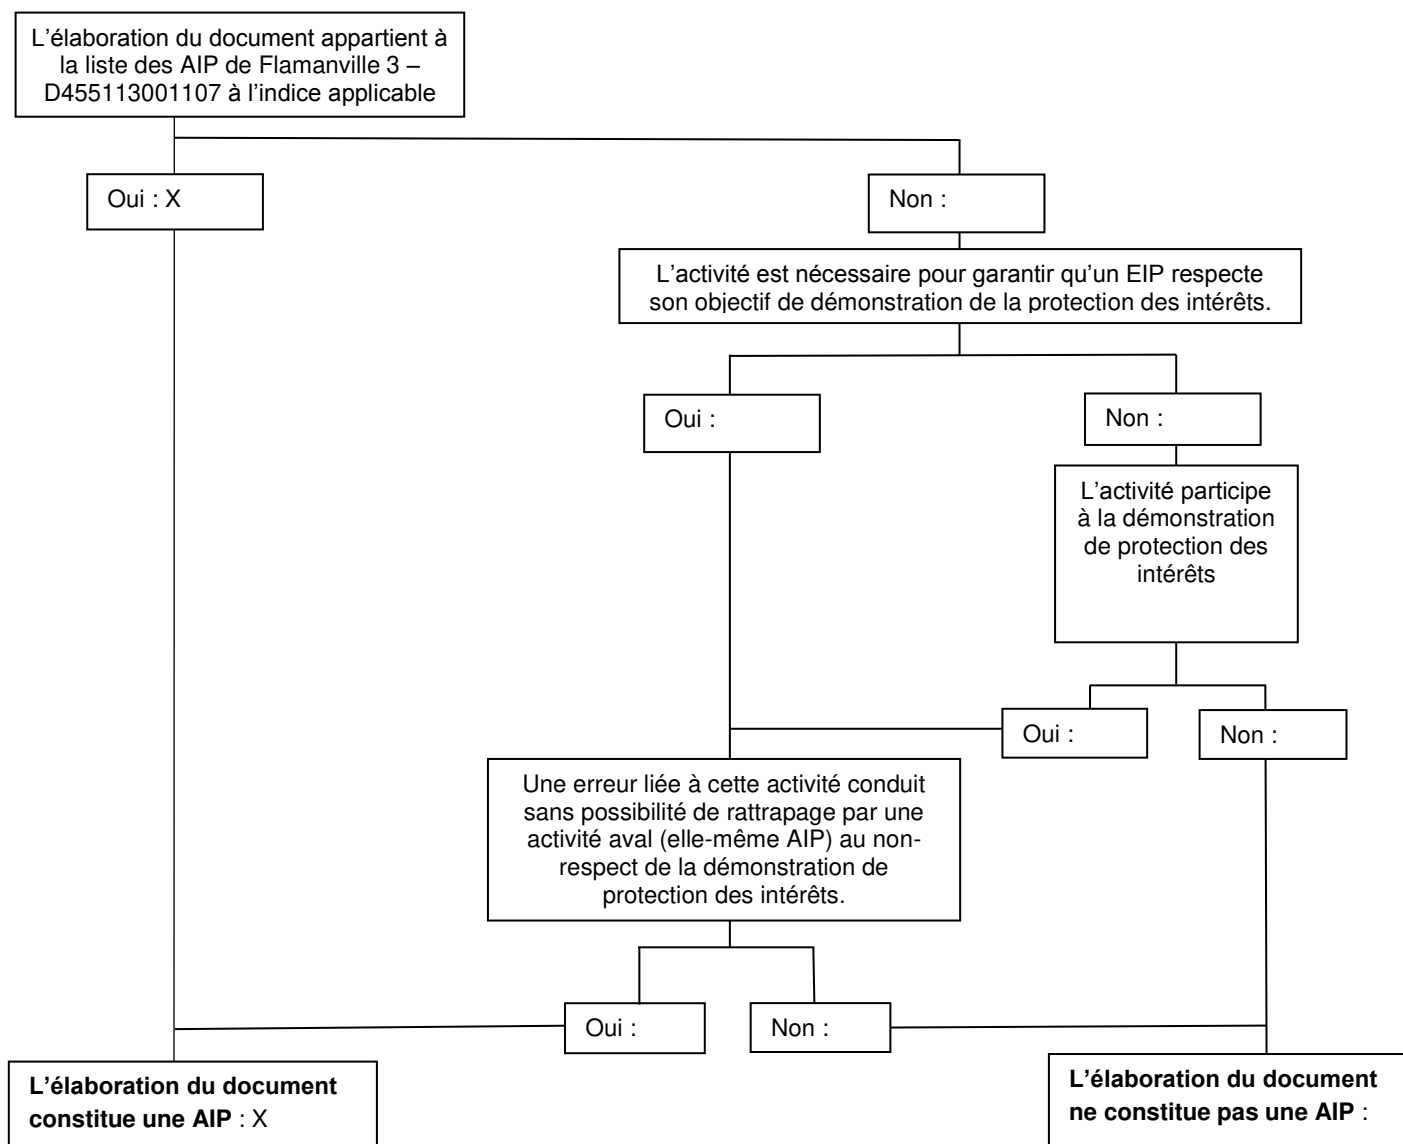 L'élaboration du document appartient à
la liste des AIP de Flamanville 3 –
D455113001107 à l'indice applicable
Oui : X
Non :
L'activité est nécessaire pour garantir qu'un EIP respecte
son objectif de démonstration de la protection des intérêts.
Oui :
Non :
L'activité participe
à la démonstration
de protection des
intérêts
Oui :
Non :
Une erreur liée à cette activité conduit
sans possibilité de rattrapage par une
activité aval (elle-même AIP) au non-
respect de la démonstration de
protection des intérêts.
Oui :
Non :
L'élaboration du document
constitue une AIP : X
L'élaboration du document
ne constitue pas une AIP :